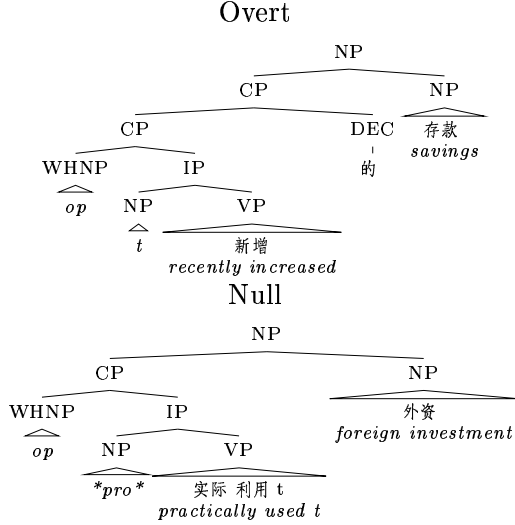 Overt
NP
CP NP
CP DEC 存款
savings
WHNP IP 的
op NP VP
t 新增
recently increased
Null
NP
CP NP
WHNP IP 外资
foreign investment
op NP VP
*pro* 实际 利用 t
practically used t